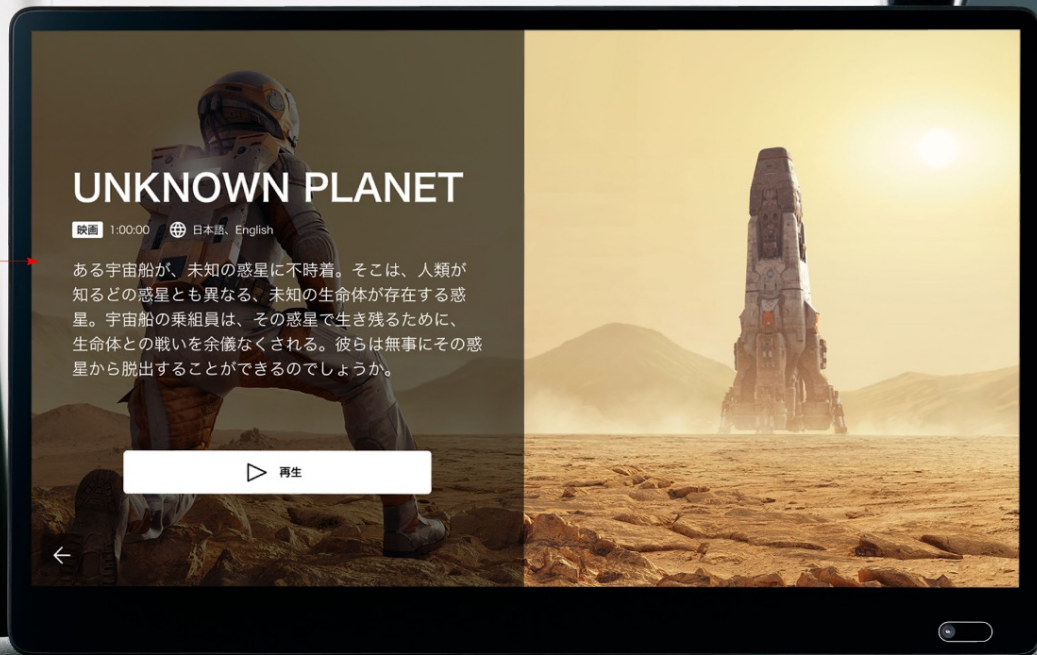 UNKNOWN PLANET
映画 1:00:00 日本語、English
ある宇宙船が、未知の惑星に不時着。そこは、人類が
知るどの惑星とも異なる、未知の生命体が存在する惑
星。宇宙船の乗組員は、その惑星で生き残るために、
生命体との戦いを余儀なくされる。彼らは無事にその惑
星から脱出することができるのでしょうか。
再生